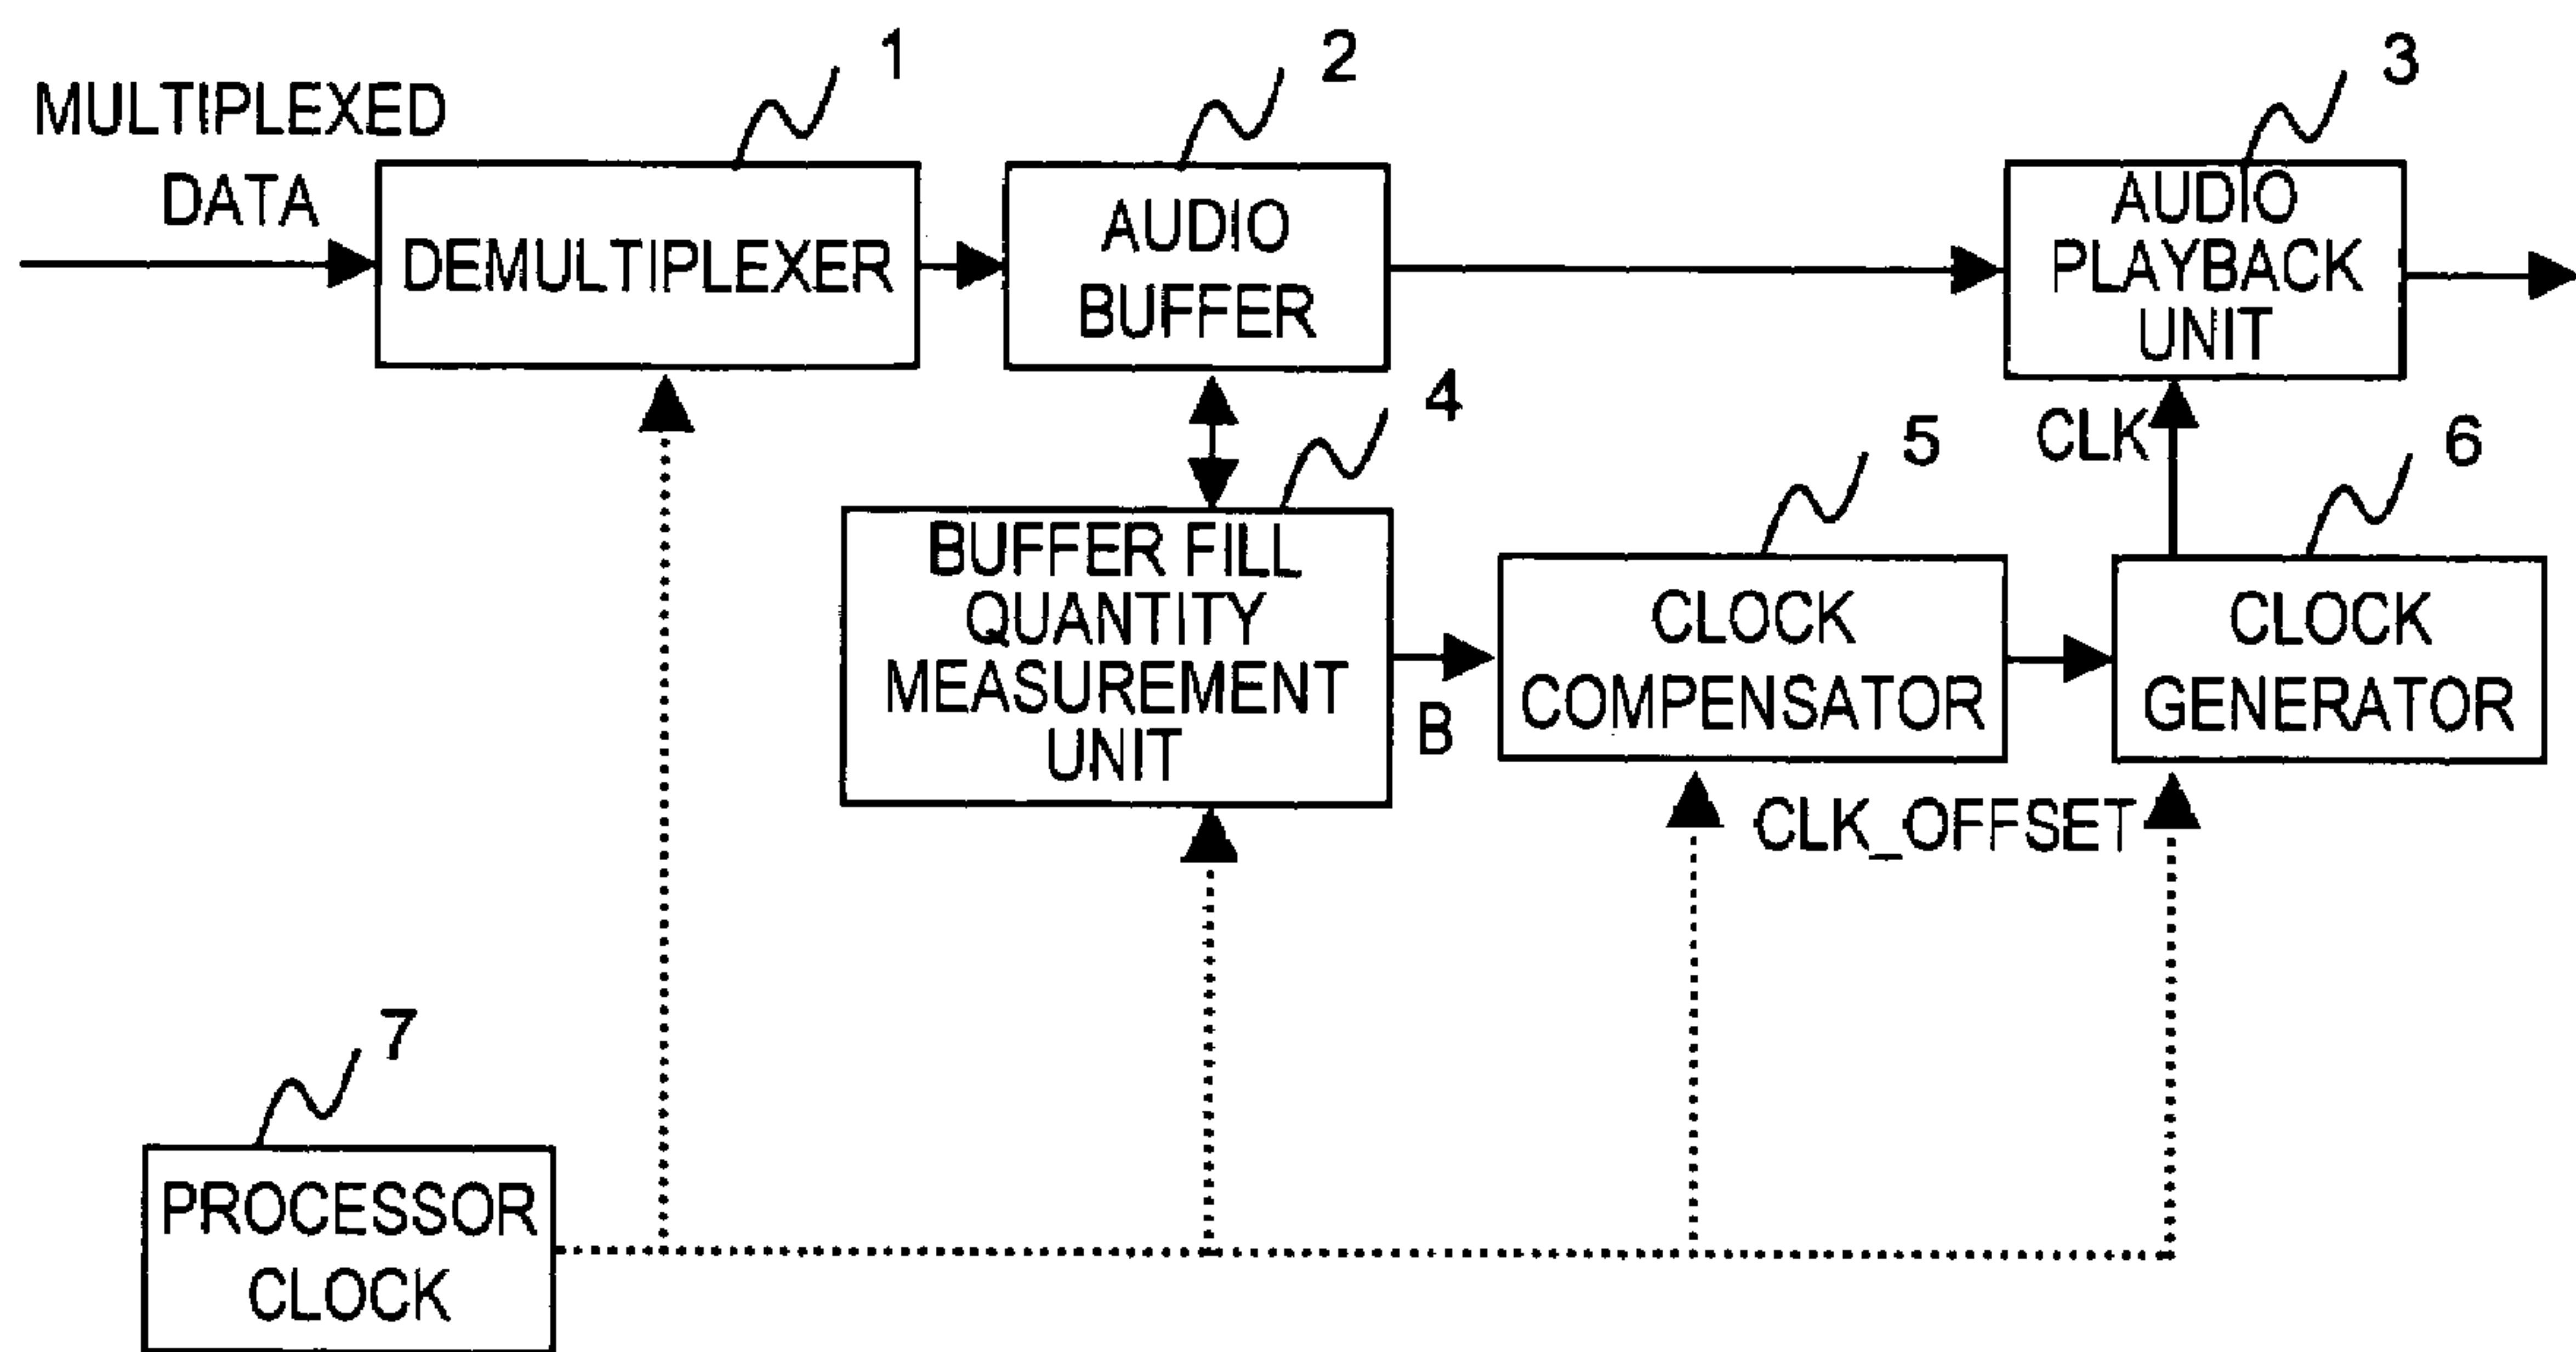 1
2
3
MULTIPLEXED
DATA
DEMULTIPLEXER
AUDIO
BUFFER
AUDIO
PLAYBACK
UNIT
4
5
CLK
6
BUFFER FILL
QUANTITY
MEASUREMENT
UNIT
B
CLOCK
COMPENSATOR
CLOCK
GENERATOR
CLK_OFFSET
7
PROCESSOR
CLOCK